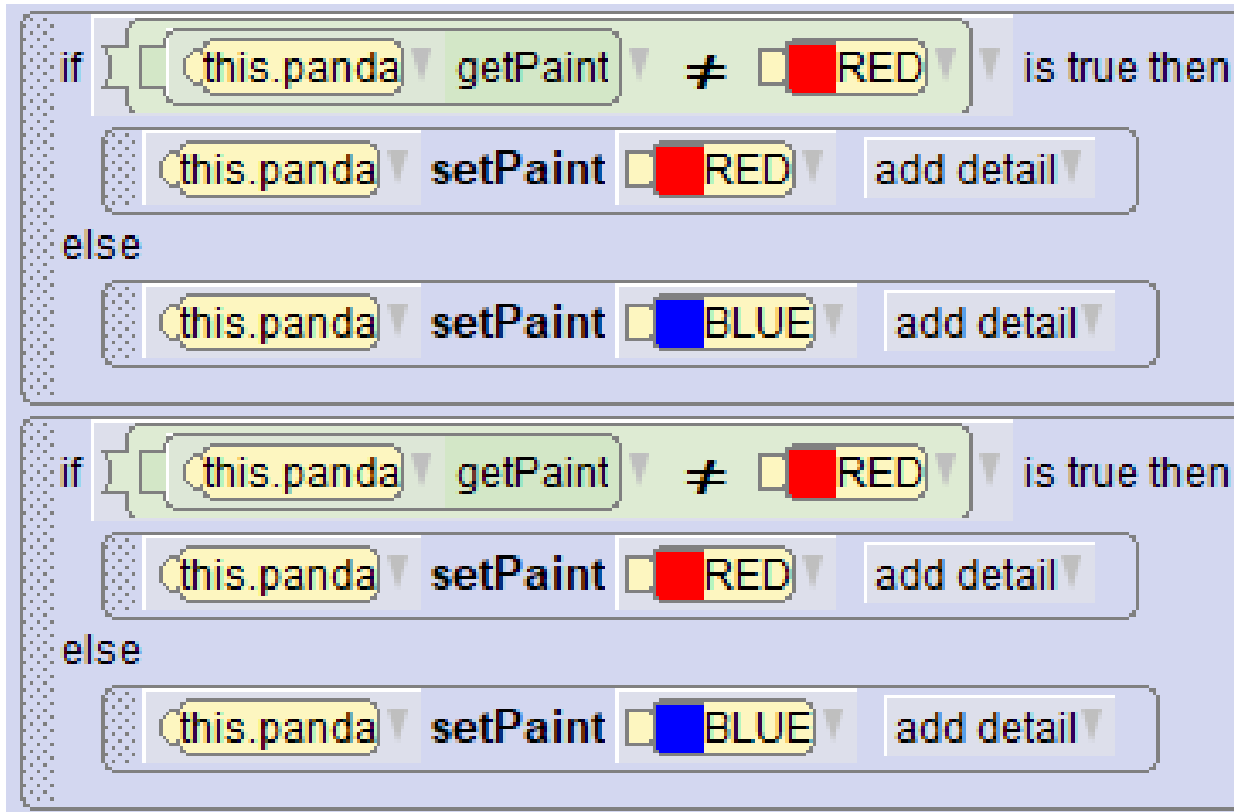 if this.panda getPaint ≠ RED is true then
this.panda setPaint RED add detail
else
this.panda setPaint BLUE add detail
if this.panda getPaint ≠ RED is true then
this.panda setPaint RED add detail
else
this.panda setPaint BLUE add detail